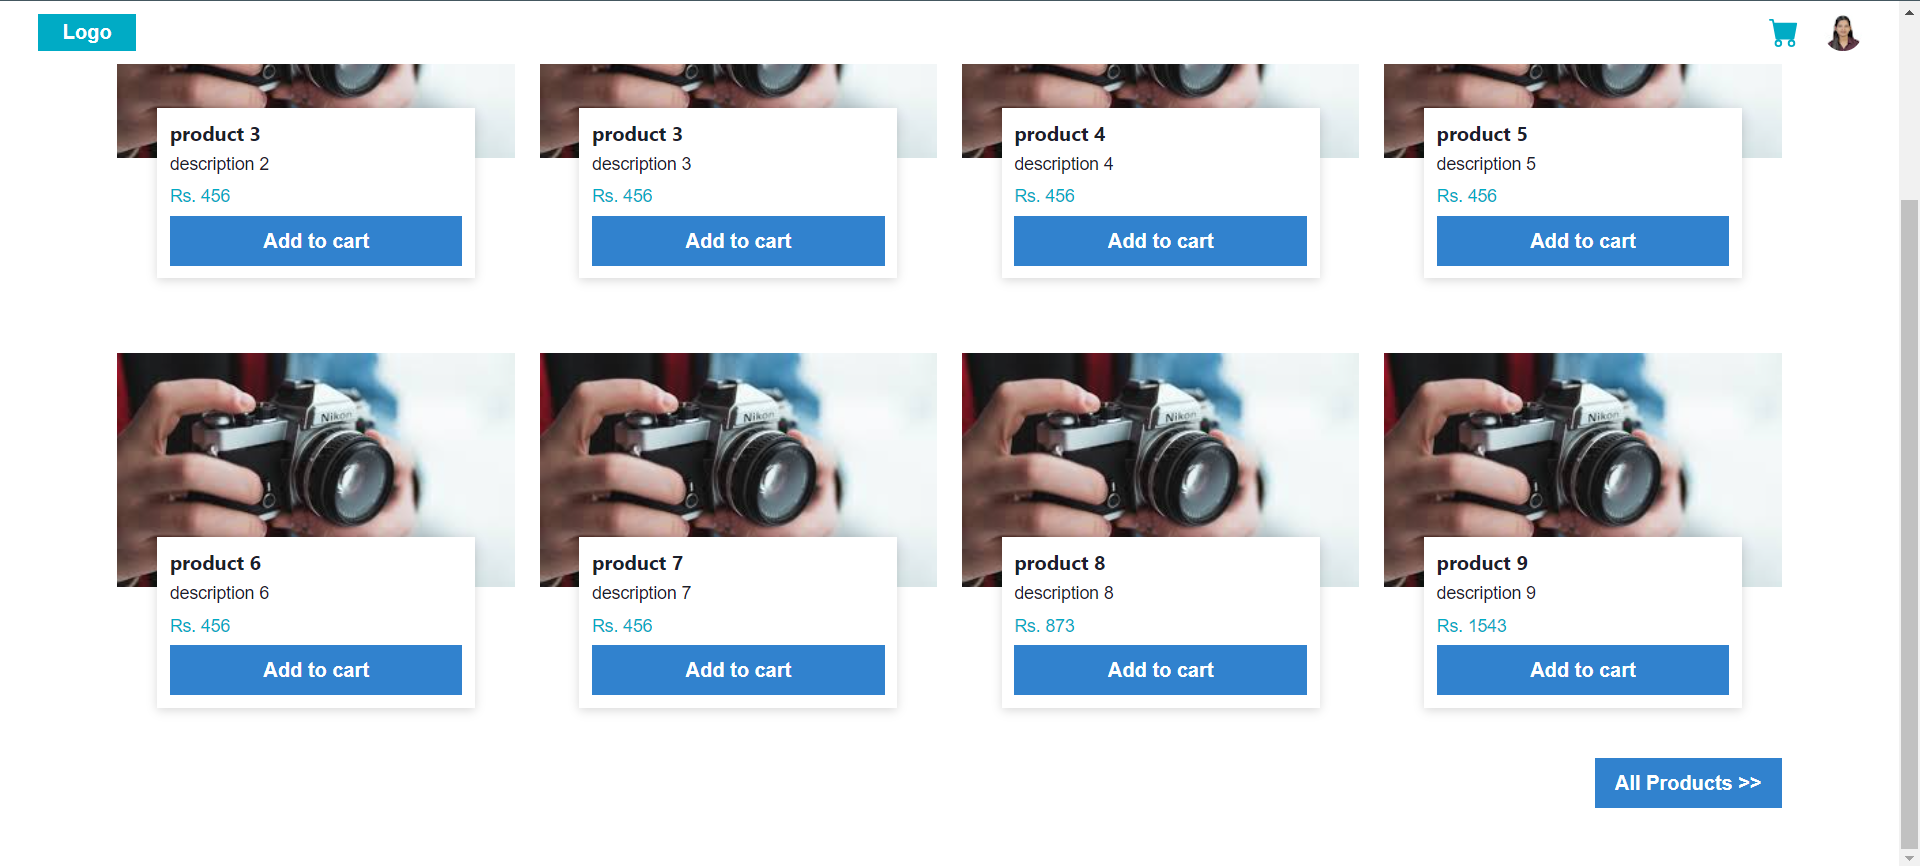 Logo
product 3
description 2
Rs. 456
Add to cart
product 3
description 3
Rs. 456
Add to cart
product 4
description 4
Rs. 456
Add to cart
product 5
description 5
Rs. 456
Add to cart
Nikon
product 6
description 6
Rs. 456
Add to cart
Nikon
product 7
description 7
Rs. 456
Add to cart
Nikon
product 8
description 8
Rs. 873
Add to cart
Nikon
product 9
description 9
Rs. 1543
Add to cart
All Products >>